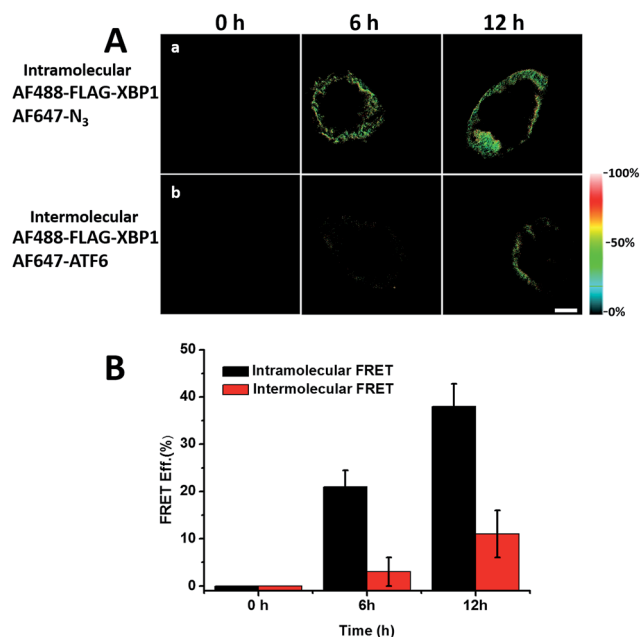 A
0 h 6 h 12 h
Intramolecular
AF488-FLAG-XBP1
AF647-N3
a
Intermolecular
AF488-FLAG-XBP1
AF647-ATF6
b
100%
50%
0%
B
Intramolecular FRET
Intermolecular FRET
FRET Eff.(%)
50
40
30
20
10
0
0 h 6h 12h
Time (h)